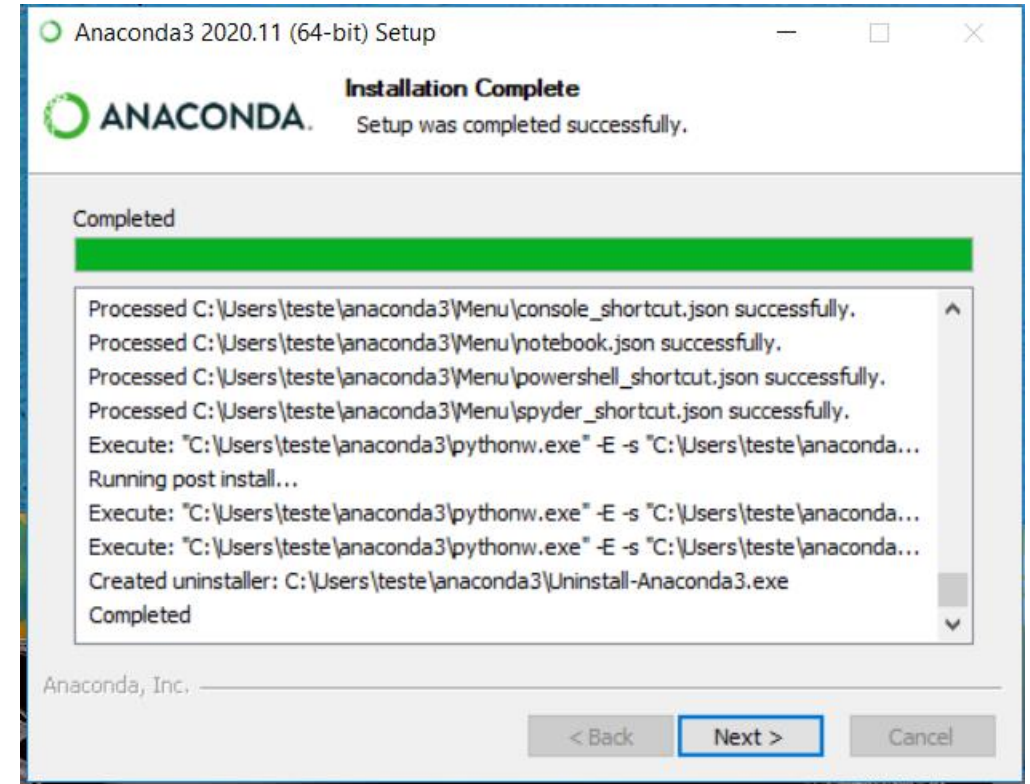 Anaconda3 2020.11 (64-bit) Setup
ANACONDA.
Installation Complete
Setup was completed successfully.
Completed
Processed C:\Users\teste\anaconda3\Menu\console_shortcut.json successfully.
Processed C:\Users\teste\anaconda3\Menu\notebook.json successfully.
Processed C:\Users\teste\anaconda3\Menu\powershell_shortcut.json successfully.
Processed C:\Users\teste\anaconda3\Menu\spyder_shortcut.json successfully.
Execute: "C:\Users\teste\anaconda3\pythonw.exe" -E -s "C:\Users\teste\anaconda...
Running post install...
Execute: "C:\Users\teste\anaconda3\pythonw.exe" -E -s "C:\Users\teste\anaconda...
Execute: "C:\Users\teste\anaconda3\pythonw.exe" -E -s "C:\Users\teste\anaconda...
Created uninstaller: C:\Users\teste\anaconda3\Uninstall-Anaconda3.exe
Completed
Anaconda, Inc.
< Back Next > Cancel